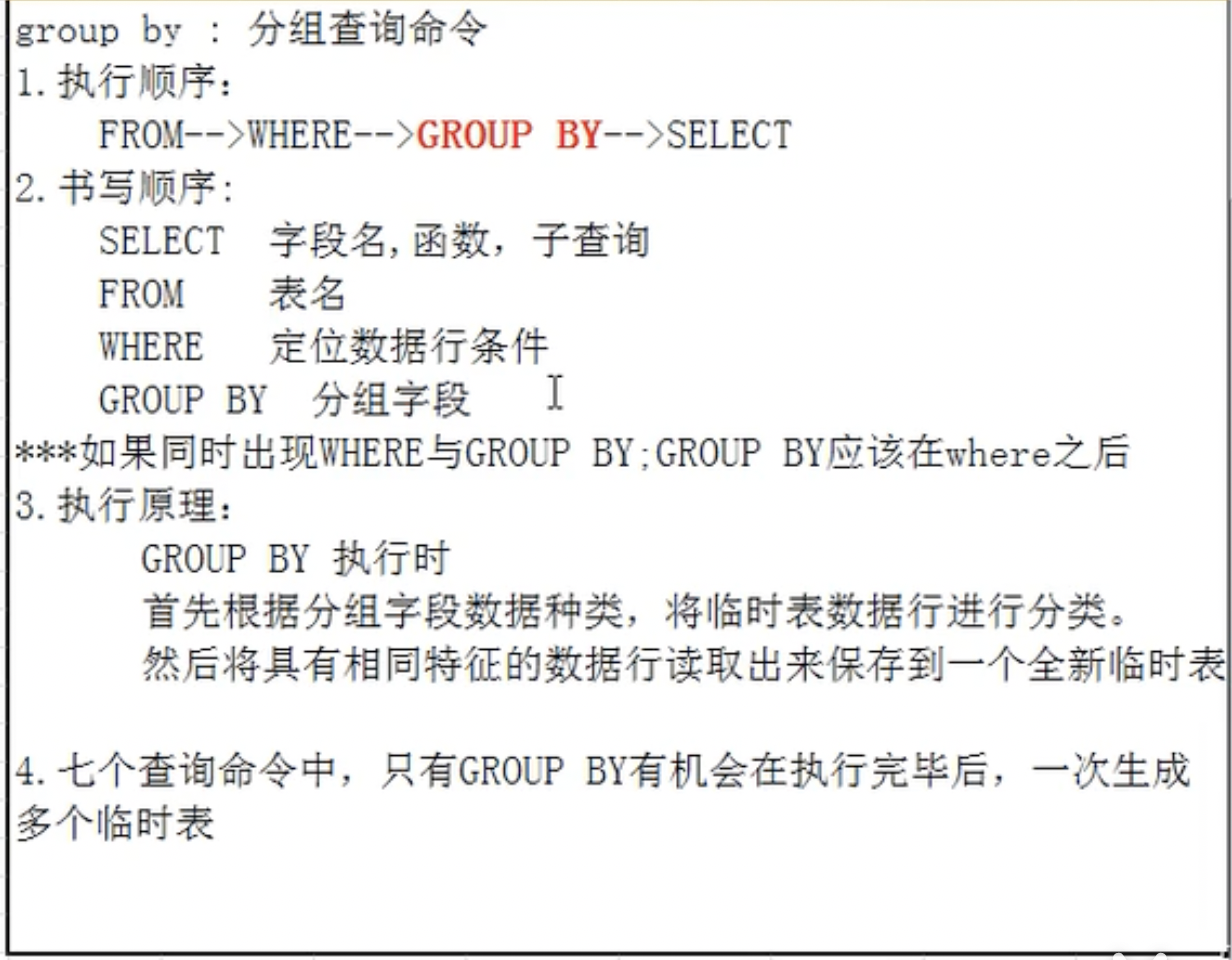 group by : 分组查询命令
1.执行顺序:
FROM-->WHERE-->GROUP BY-->SELECT
2.书写顺序:
SELECT 字段名,函数，子查询
FROM 表名
WHERE 定位数据行条件
GROUP BY 分组字段
***如果同时出现WHERE与GROUP BY;GROUP BY应该在where之后
3.执行原理:
GROUP BY 执行时
首先根据分组字段数据种类，将临时表数据行进行分类。
然后将具有相同特征的数据行读取出来保存到一个全新临时表
4.七个查询命令中，只有GROUP BY有机会在执行完毕后，一次生成
多个临时表